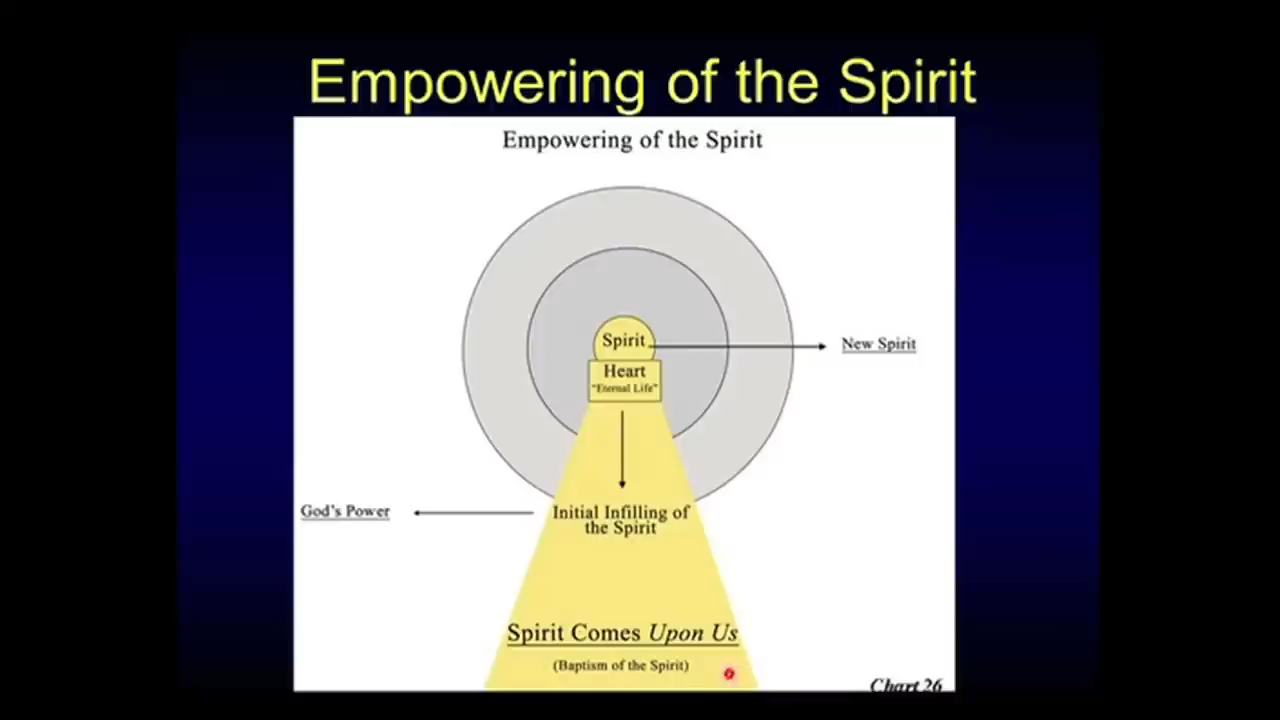 Empowering of the Spirit
Empowering of the Spirit
Spirit
New Spirit
Heart
"Eternal Life"
God's Power
Initial Infilling of
the Spirit
Spirit Comes Upon Us
(Baptism of the Spirit)
Chart 26